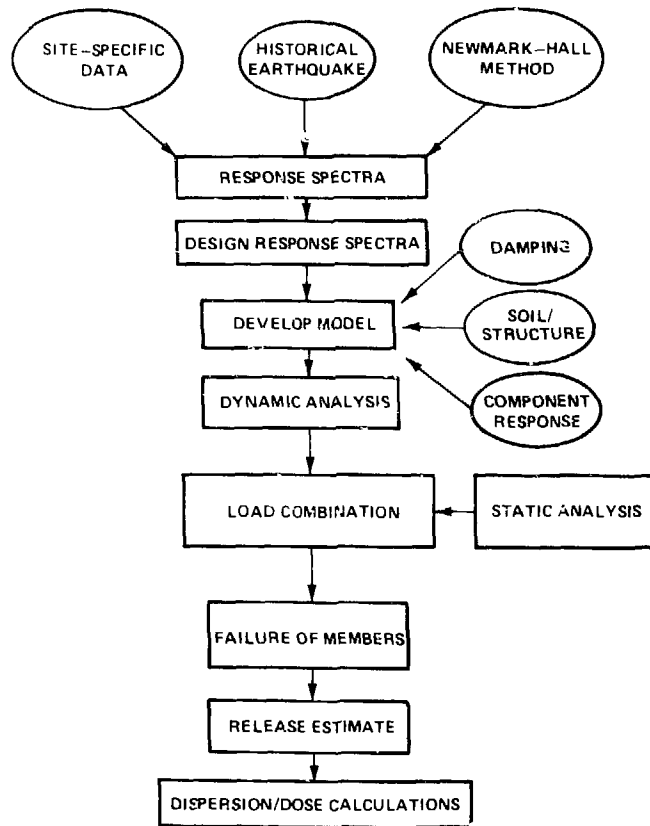 SITE-SPECIFIC
DATA
HISTORICAL
EARTHQUAKE
NEWMARK-HALL
METHOD
RESPONSE SPECTRA
DESIGN RESPONSE SPECTRA
DAMPING
DEVELOP MODEL
SOIL/
STRUCTURE
DYNAMIC ANALYSIS
COMPONENT
RESPONSE
LOAD COMBINATION
STATIC ANALYSIS
FAILURE OF MEMBERS
RELEASE ESTIMATE
DISPERSION/DOSE CALCULATIONS